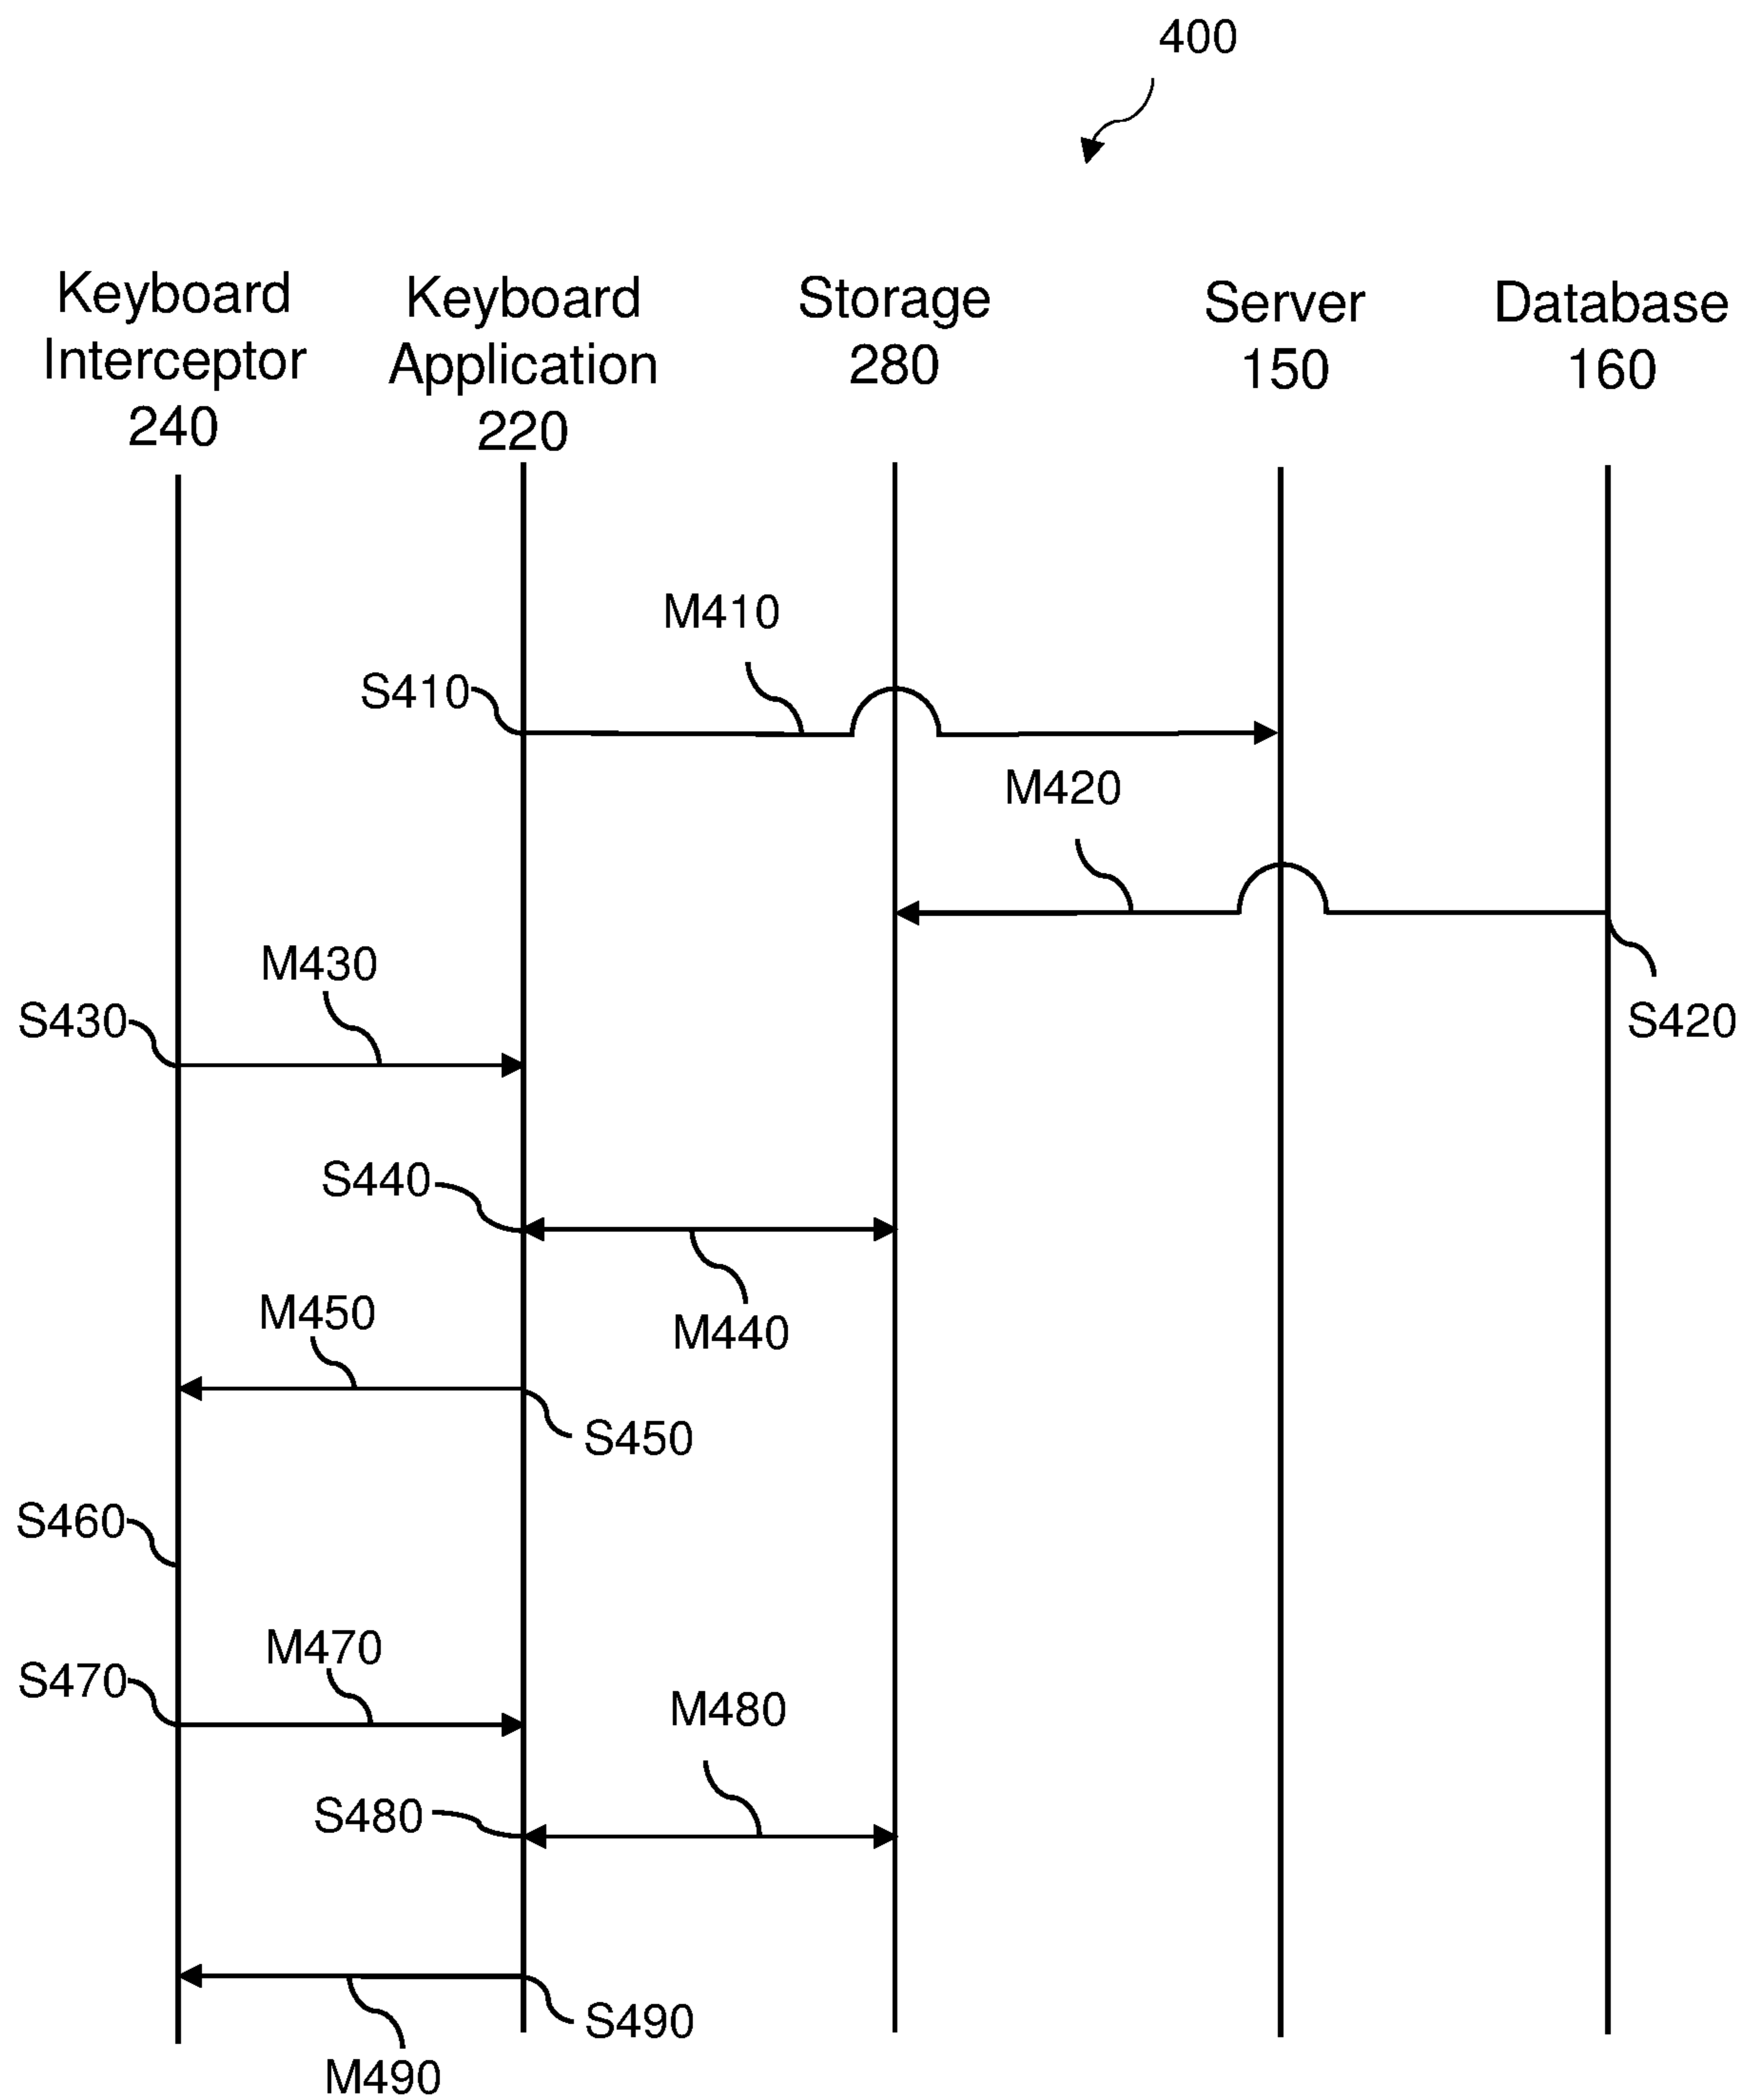 400
Keyboard
Interceptor
240
Keyboard
Application
220
Storage
280
Server
150
Database
160
M410
S410
M420
M430
S430
S420
S440
M450
M440
S450
S460
M470
S470
M480
S480
S490
M490